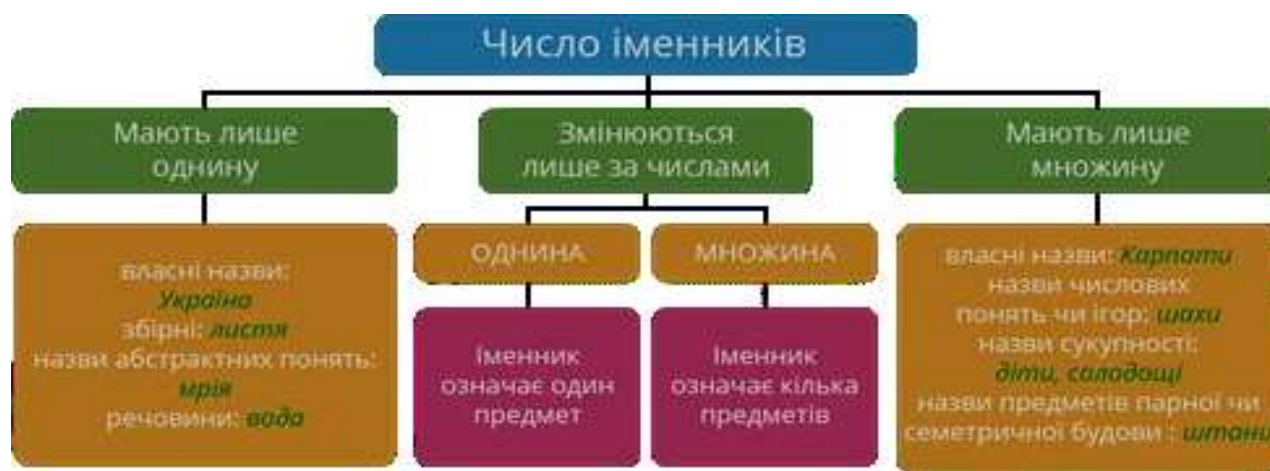 Число іменників
Мають лише
однину
Змінюються
лише за числами
Мають лише
множину
власні назви:
Україна
збірні: листя
назви абстрактних понять:
мрія
речовини: вода
ОДНИНА
МНОЖИНА
Іменник
означає один
предмет
Іменник
означає кілька
предметів
власні назви: Карпати
назви числових
понять чи ігор: шахи
назви сукупності:
діти, солодощі
назви предметів парної чи
семетричної будови : штани